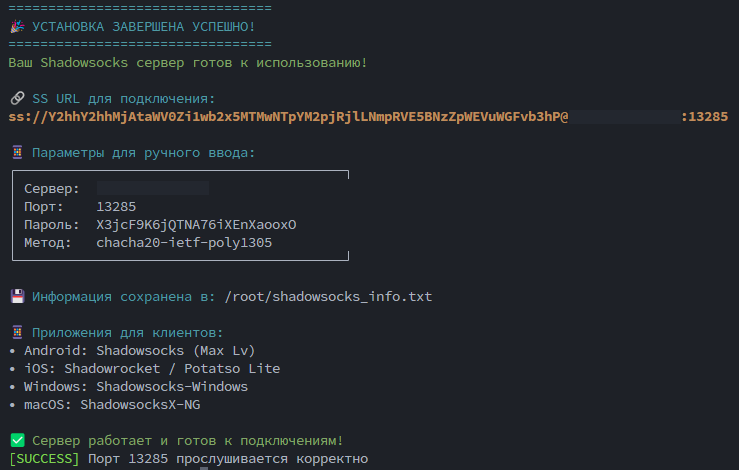 =================================
🎉 УСТАНОВКА ЗАВЕРШЕНА УСПЕШНО!
=================================
Ваш Shadowsocks сервер готов к использованию!
🔗 SS URL для подключения:
ss://Y2hhY2hhMjAtaWV0Zi1wb2x5MTMwNTpYM2pjRjlLNmpRVE5BNzZpWEVuWGFvb3hP@ :13285
Параметры для ручного ввода:
Сервер:
Порт: 13285
Пароль: X3jcF9K6jQTNA76iXEnXaooxO
Метод: chacha20-ietf-poly1305
💾 Информация сохранена в: /root/shadowsocks_info.txt
Приложения для клиентов:
• Android: Shadowsocks (Max Lv)
• iOS: Shadowrocket / Potatso Lite
• Windows: Shadowsocks-Windows
• macOS: ShadowsocksX-NG
✅ Сервер работает и готов к подключениям!
[SUCCESS] Порт 13285 прослушивается корректно